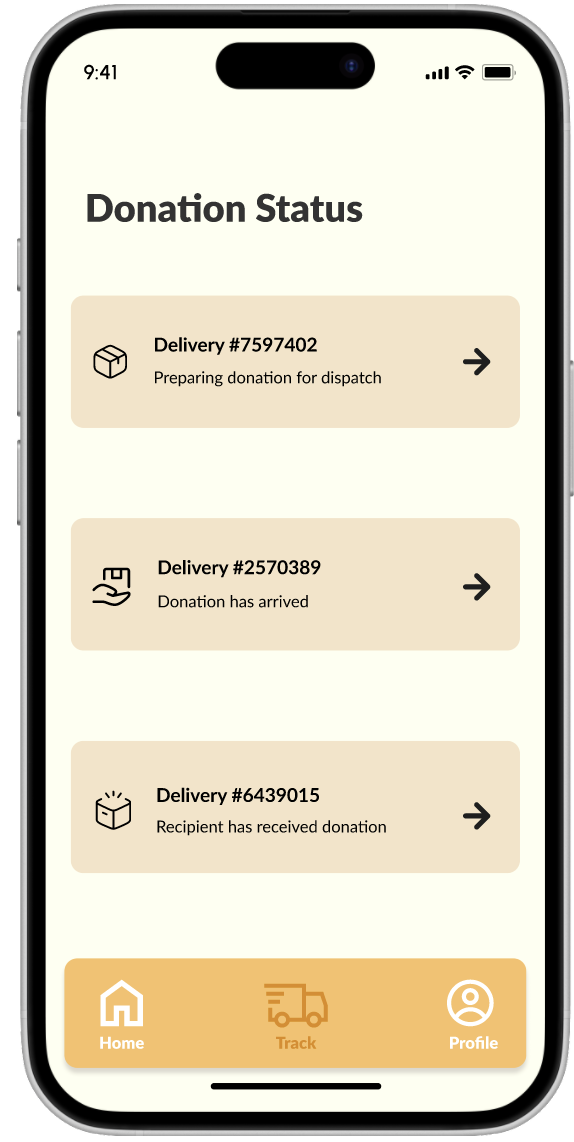 9:41
Donation Status
Delivery #7597402
Preparing donation for dispatch
Delivery #2570389
Donation has arrived
Delivery #6439015
Recipient has received donation
Home Track Profile